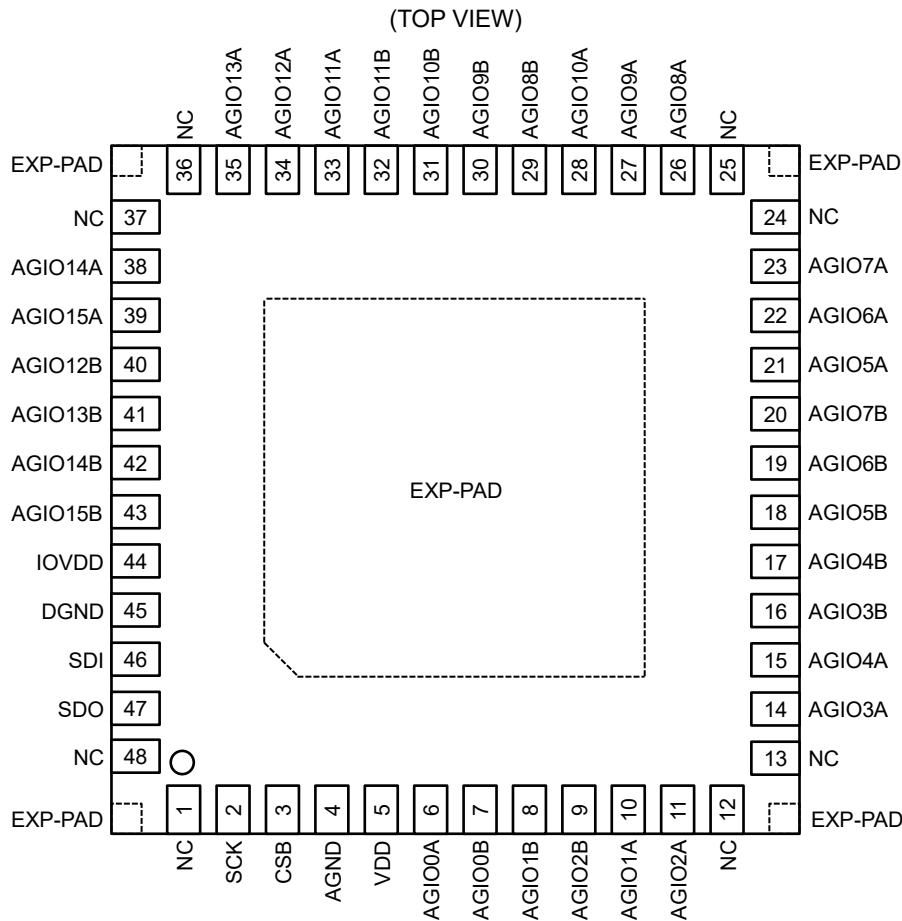 (TOP VIEW)
NC
AGIO13A
AGIO12A
AGIO11A
AGIO11B
AGIO10B
AGIO9B
AGIO8B
AGIO10A
AGIO9A
AGIO8A
NC
EXP-PAD 36 35 34 33 32 31 30 29 28 27 26 25 EXP-PAD
NC 37 24 NC
AGIO14A 38 23 AGIO7A
AGIO15A 39 22 AGIO6A
AGIO12B 40 21 AGIO5A
AGIO13B 41 20 AGIO7B
AGIO14B 42 19 AGIO6B
EXP-PAD
AGIO15B 43 18 AGIO5B
IOVDD 44 17 AGIO4B
DGND 45 16 AGIO3B
SDI 46 15 AGIO4A
SDO 47 14 AGIO3A
NC 48 13 NC
EXP-PAD 1 2 3 4 5 6 7 8 9 10 11 12 EXP-PAD
NC
SCK
CSB
AGND
VDD
AGIO0A
AGIO0B
AGIO1B
AGIO2B
AGIO1A
AGIO2A
NC